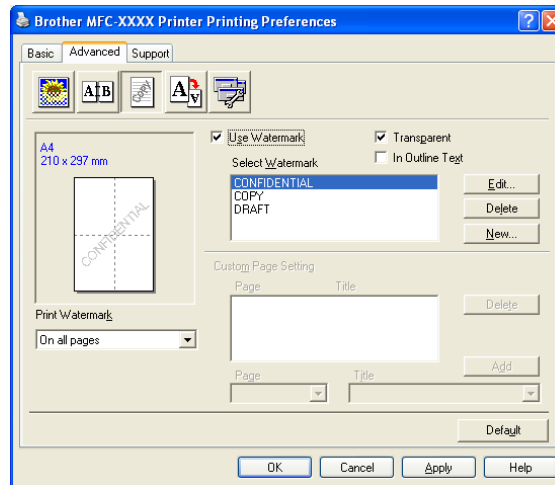 Brother MFC-XXXX Printer Printing Preferences
Basic
Advanced
Support
A B
COPY
A V
A4
210 x 297 mm
CONFIDENTIAL
Print Watermark
On all pages
Use Watermark
Transparent
In Outline Text
Select Watermark
CONFIDENTIAL
COPY
DRAFT
Edit...
Delete
New...
Custom Page Setting
Page Title
Delete
Add
Page Title
Default
OK
Cancel
Apply
Help